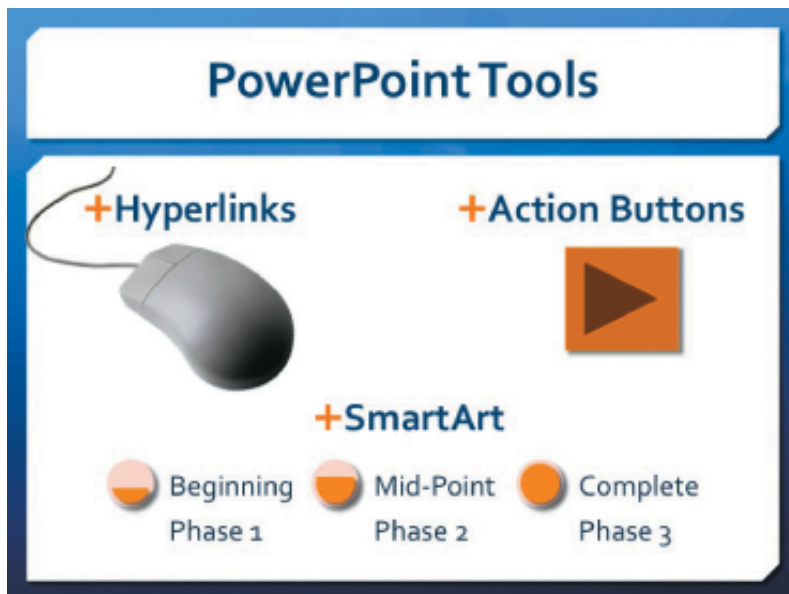 PowerPoint Tools
+Hyperlinks
+Action Buttons
+SmartArt
Beginning
Phase 1
Mid-Point
Phase 2
Complete
Phase 3